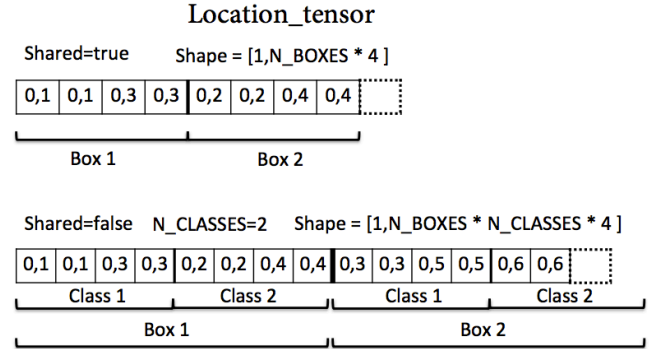 Location_tensor
Shared=true Shape = [1,N_BOXES * 4 ]
0,1 0,1 0,3 0,3 0,2 0,2 0,4 0,4
Box 1 Box 2
Shared=false N_CLASSES=2 Shape = [1,N_BOXES * N_CLASSES * 4 ]
0,1 0,1 0,3 0,3 0,2 0,2 0,4 0,4 0,3 0,3 0,5 0,5 0,6 0,6
Class 1 Class 2 Class 1 Class 2
Box 1 Box 2